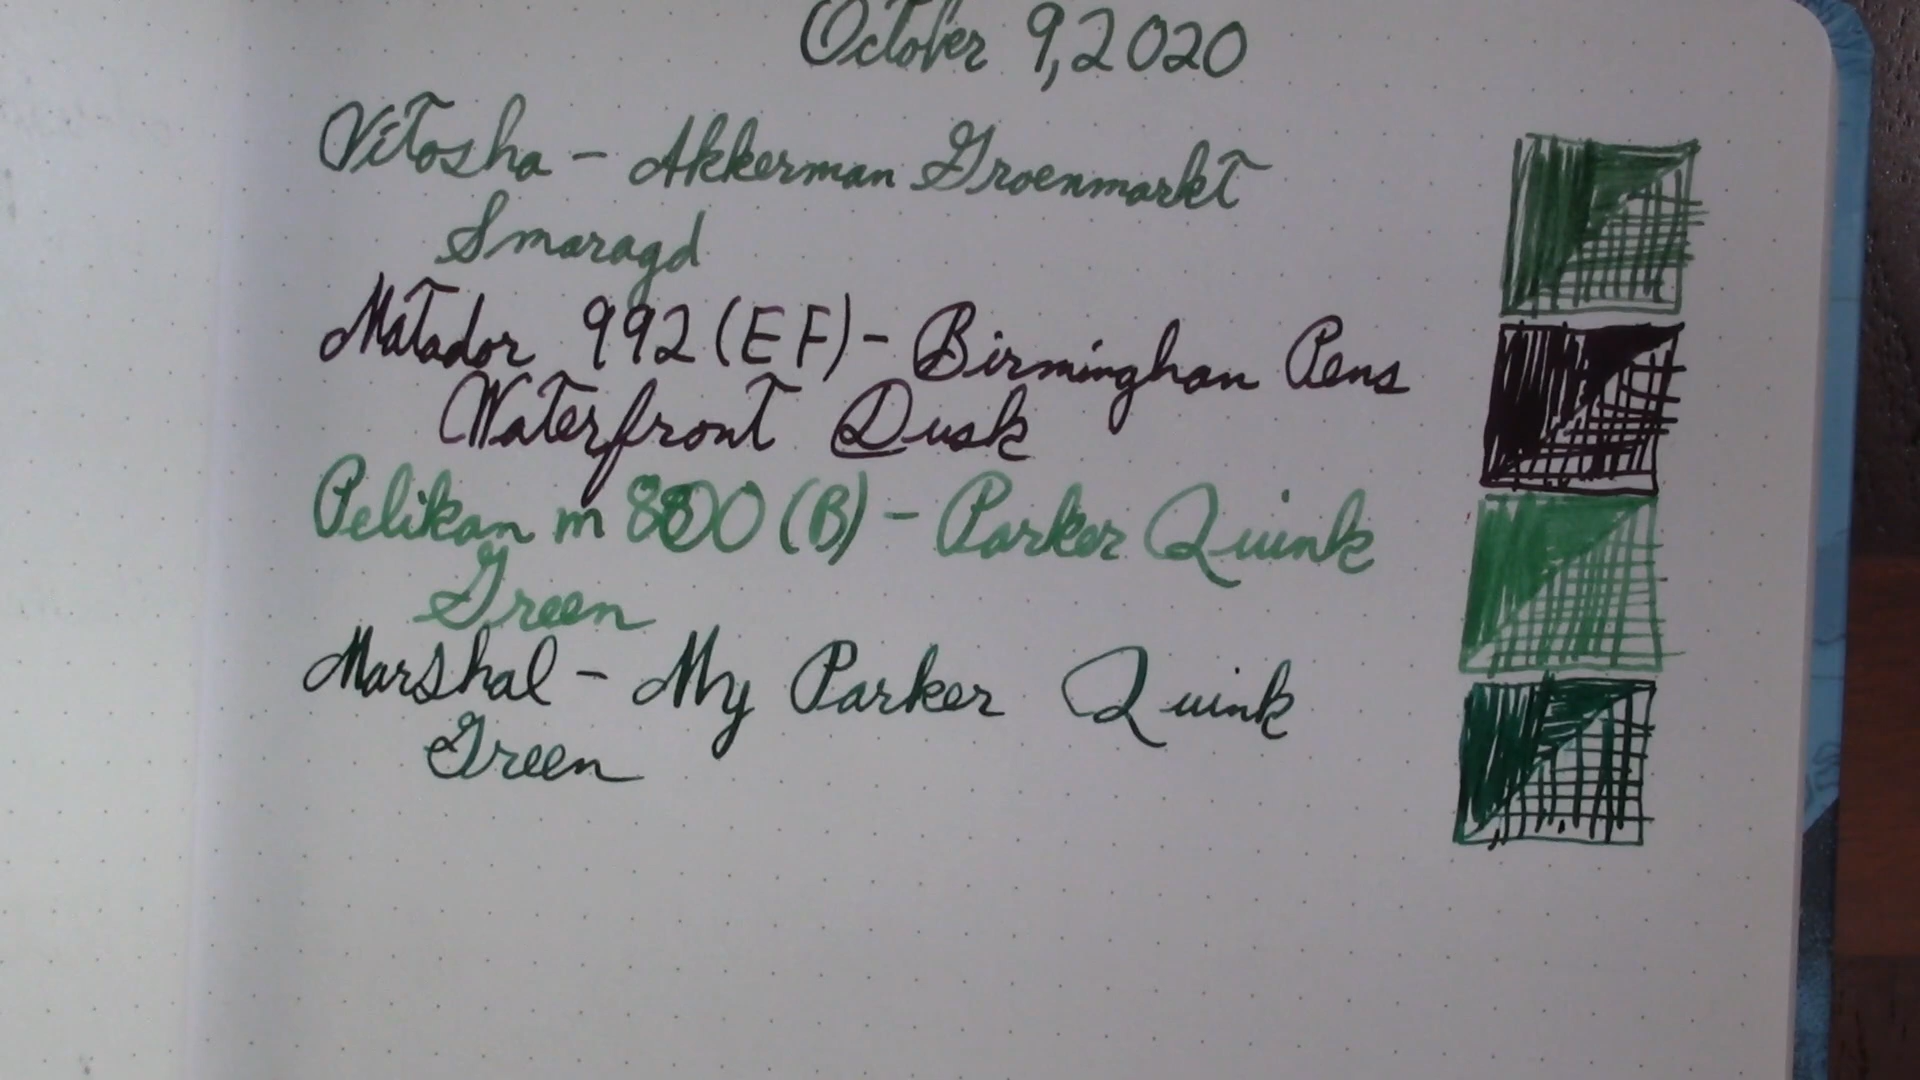 October 9, 2020
Vitosha - Akkerman Groenmarkt
Smaragd
Matador 992 (EF) - Birmingham Pens
Waterfront Dusk
Pelikan m 800 (B) - Parker Quink
Green
Marshal - My Parker Quink
Green